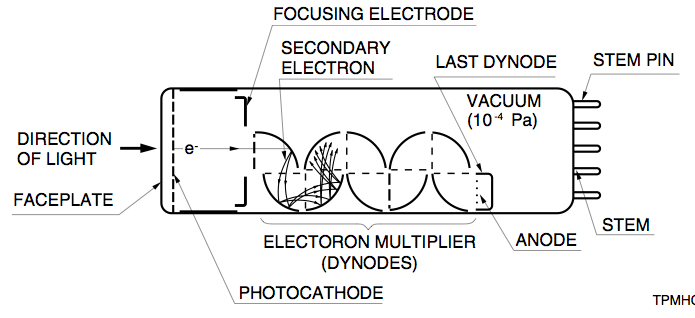 FOCUSING ELECTRODE
SECONDARY
ELECTRON
LAST DYNODE
STEM PIN
VACUUM
(10-4 Pa)
DIRECTION
OF LIGHT
e-
FACEPLATE
STEM
ANODE
ELECTORON MULTIPLIER
(DYNODES)
PHOTOCATHODE
TPMHC